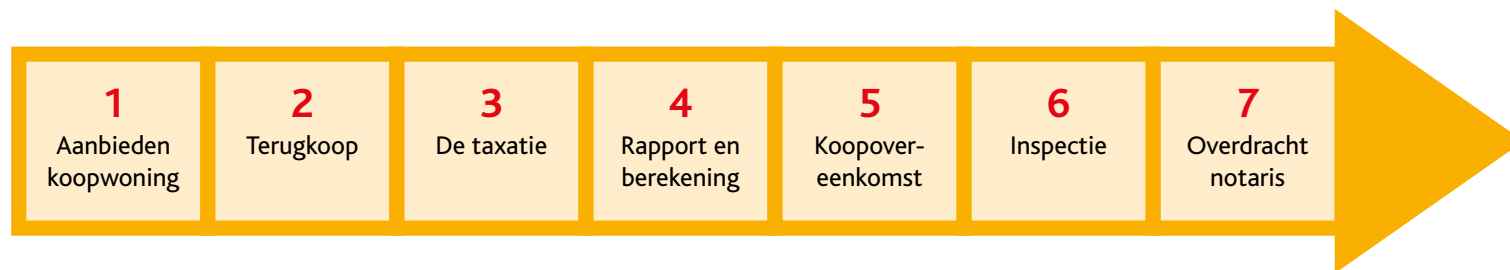 1
Aanbieden
koopwoning
2
Terugkoop
3
De taxatie
4
Rapport en
berekening
5
Koopover-
eenkomst
6
Inspectie
7
Overdracht
notaris